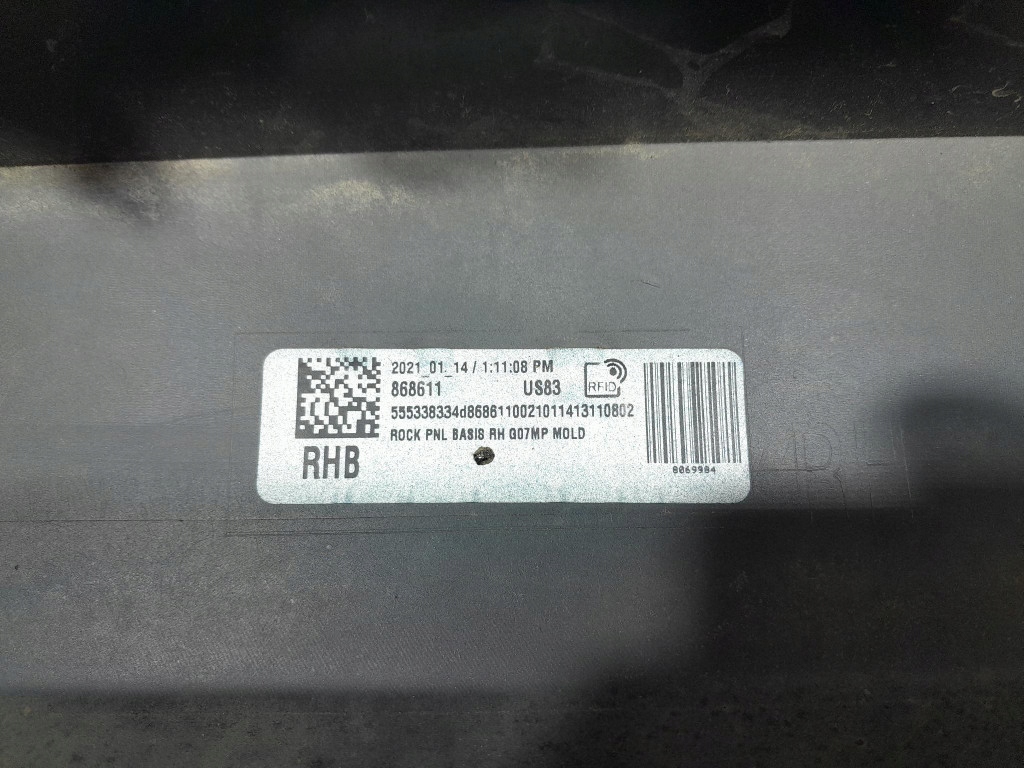 2021_01_14 / 1:11:08 PM
868611 US83
RFID
555338334d8686110021011413110802
ROCK PNL BASIS RH G07MP MOLD
RHB
8069984